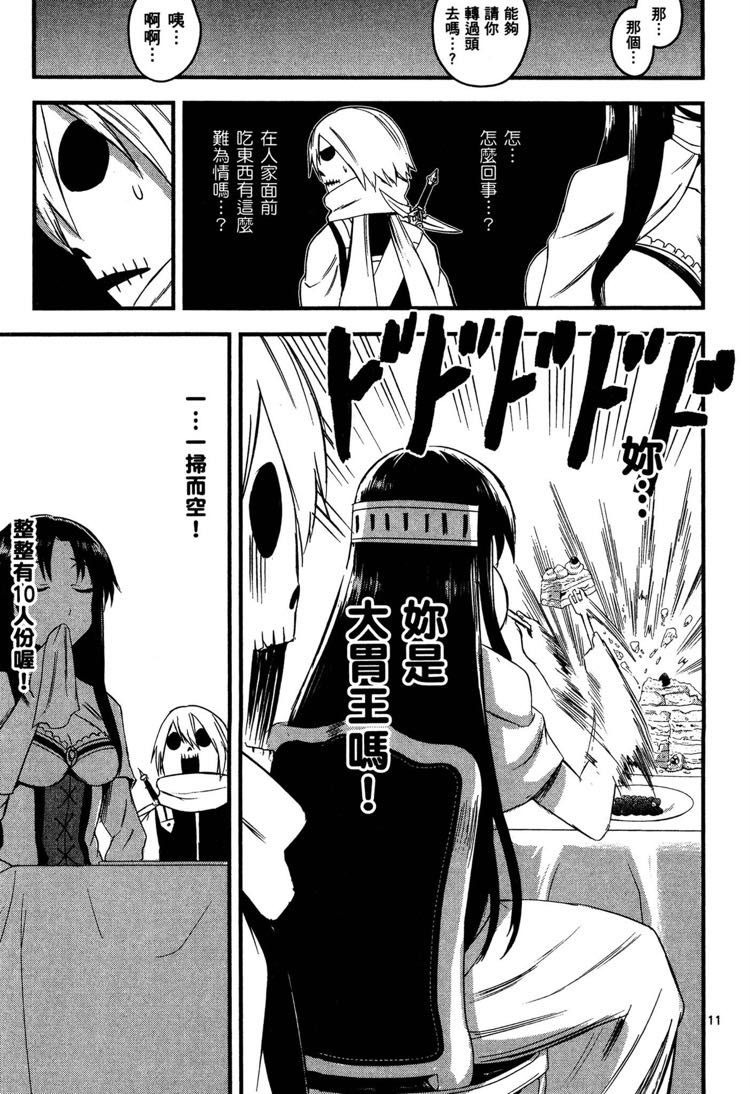 那…
那個…
能夠
請你
轉過頭
去嗎…?
咦…
啊啊…
怎…
怎麼回事…?
在人家面前
吃東西有這麼
難為情嗎…?
ドドドドドド
妳…
妳是
大胃王嗎!
一…一掃而空!
整整有10人份喔!
11